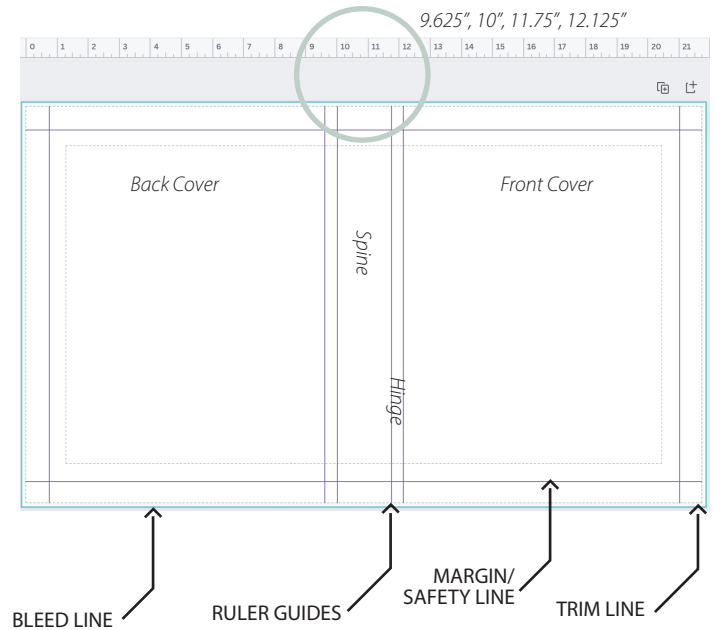 9.625”, 10”, 11.75”, 12.125”
0 1 2 3 4 5 6 7 8 9 10 11 12 13 14 15 16 17 18 19 20 21
Back Cover
Front Cover
Spine
Hinge
BLEED LINE
RULER GUIDES
MARGIN/
SAFETY LINE
TRIM LINE